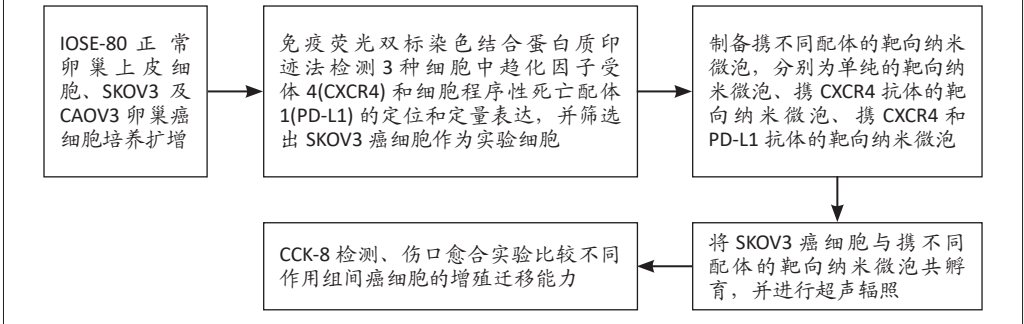 IOSE-80 正常
卵巢上皮细
胞、SKOV3 及
CAOV3 卵巢癌
细胞培养扩增
免疫荧光双标染色结合蛋白质印
迹法检测 3 种细胞中趋化因子受
体 4(CXCR4) 和细胞程序性死亡配体
1(PD-L1) 的定位和定量表达，并筛选
出 SKOV3 癌细胞作为实验细胞
制备携不同配体的靶向纳米
微泡，分别为单纯的靶向纳
米微泡、携 CXCR4 抗体的靶
向纳米微泡、携 CXCR4 和
PD-L1 抗体的靶向纳米微泡
将 SKOV3 癌细胞与携不同
配体的靶向纳米微泡共孵
育，并进行超声辐照
CCK-8 检测、伤口愈合实验比较不同
作用组间癌细胞的增殖迁移能力